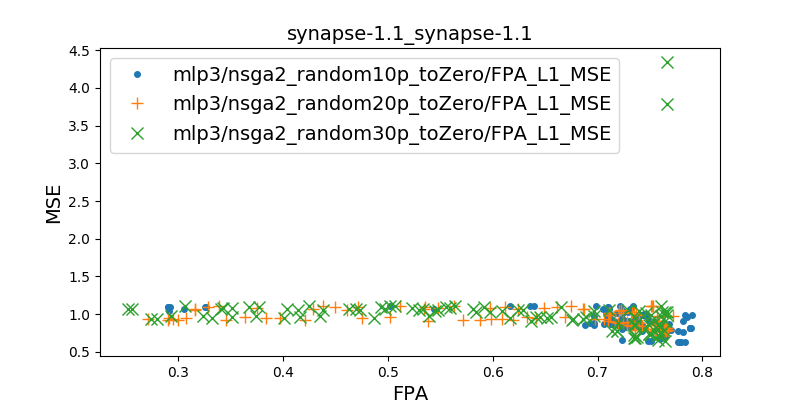 synapse-1.1_synapse-1.1
4.5
4.0
3.5
3.0
2.5
2.0
1.5
1.0
0.5
MSE
mlp3/nsga2_random10p_toZero/FPA_L1_MSE
mlp3/nsga2_random20p_toZero/FPA_L1_MSE
mlp3/nsga2_random30p_toZero/FPA_L1_MSE
0.3 0.4 0.5 0.6 0.7 0.8
FPA